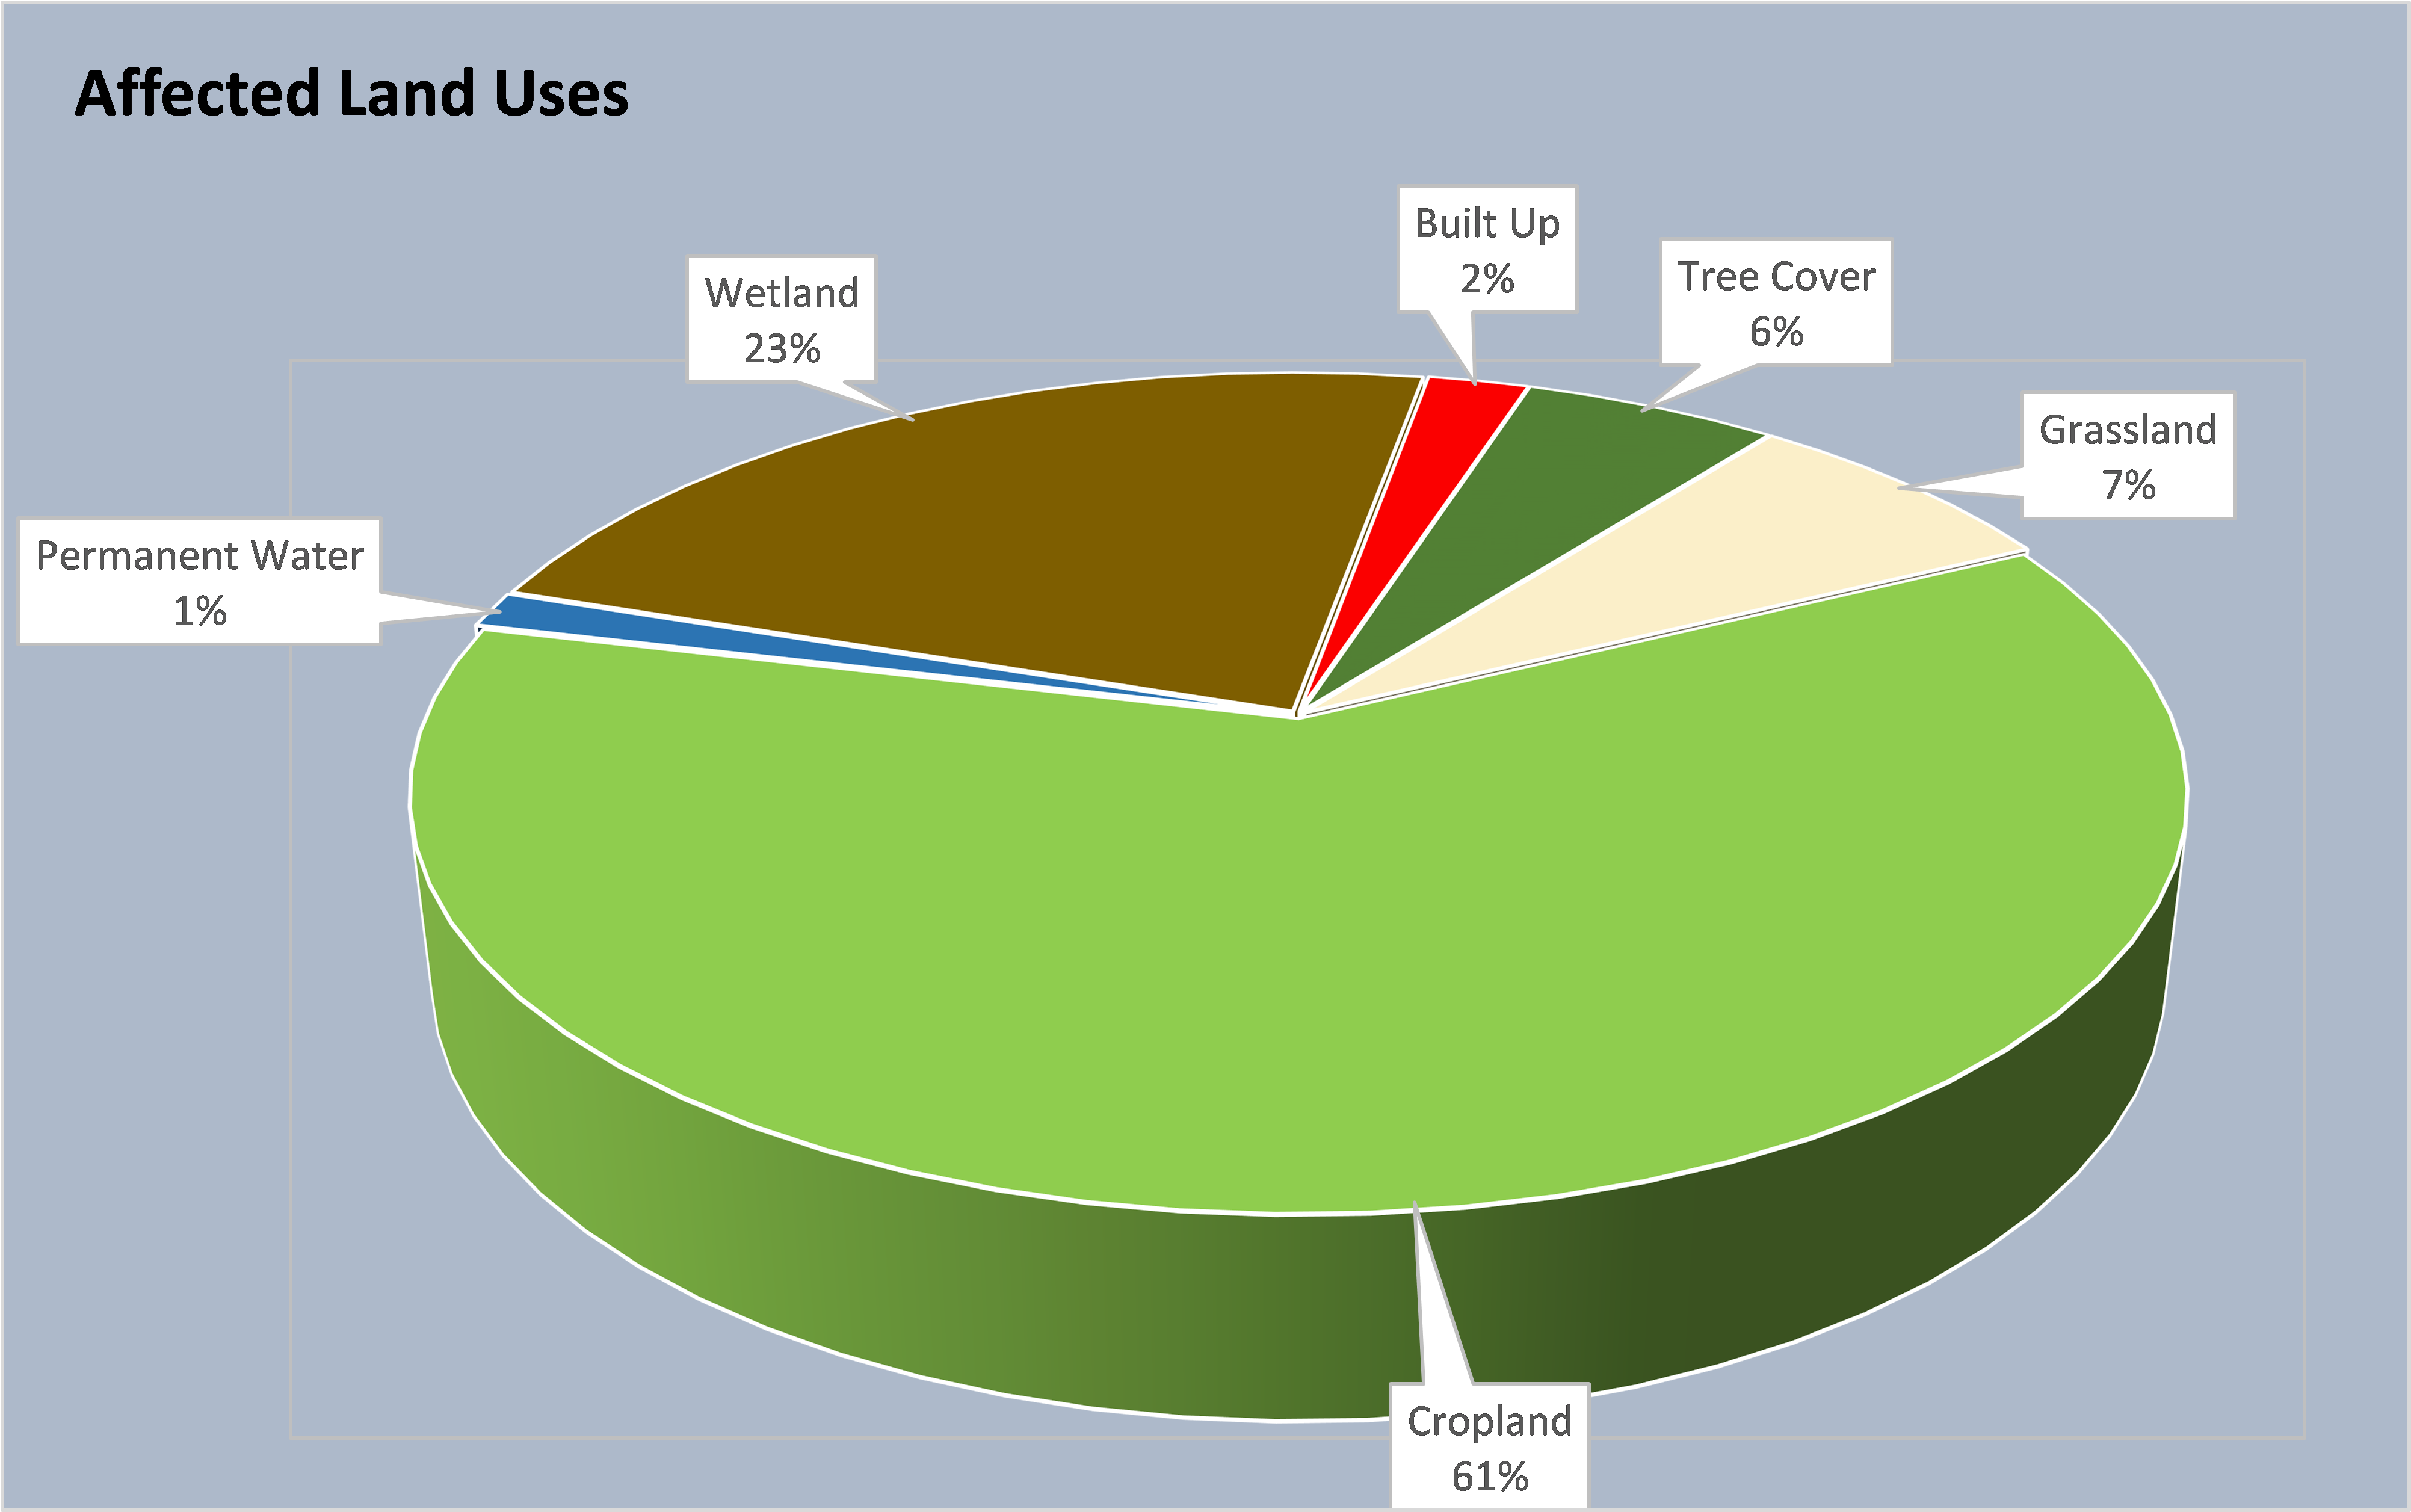 Affected Land Uses
Built Up
2%
Tree Cover
6%
Wetland
23%
Grassland
7%
Permanent Water
1%
Cropland
61%